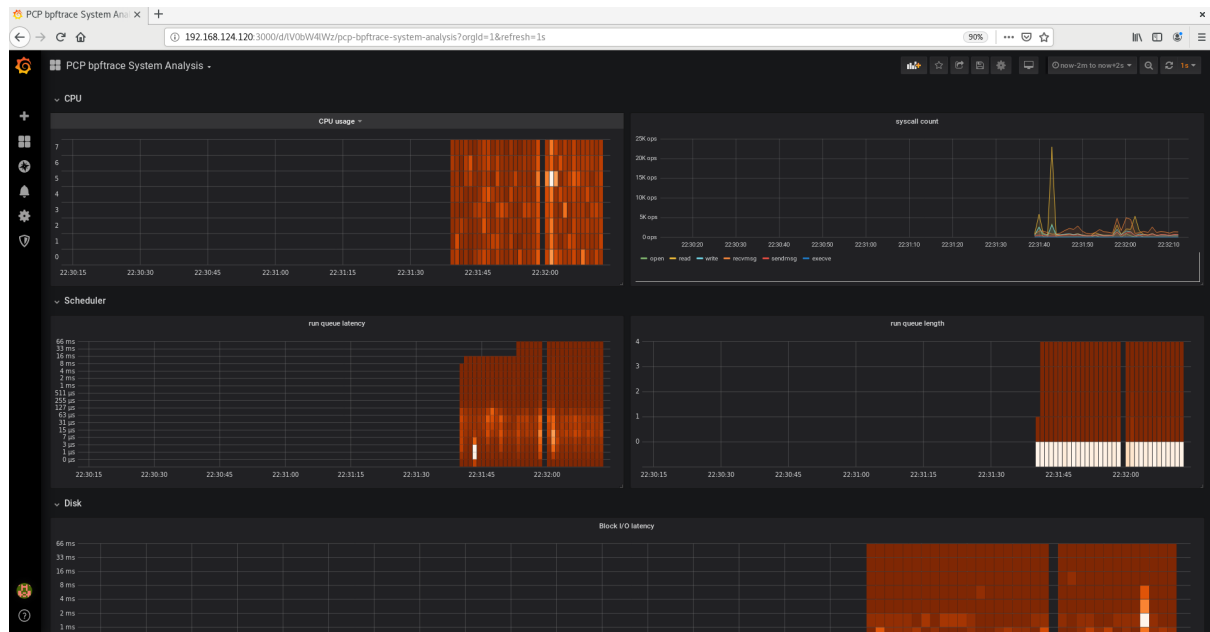 PCP bpftrace System Ana
192.168.124.120:3000/d/lV0bW4lWz/pcp-bpftrace-system-analysis?orgId=1&refresh=1s
90%
PCP bpftrace System Analysis
now-2m to now+2s
1s
CPU
CPU usage
7
6
5
4
3
2
1
0
22:30:15 22:30:30 22:30:45 22:31:00 22:31:15 22:31:30 22:31:45 22:32:00
syscall count
25K ops
20K ops
15K ops
10K ops
5K ops
0 ops
22:30:20 22:30:30 22:30:40 22:30:50 22:31:00 22:31:10 22:31:20 22:31:30 22:31:40 22:31:50 22:32:00 22:32:10
open read write recvmsg sendmsg execve
Scheduler
run queue latency
66 ms
33 ms
16 ms
8 ms
4 ms
2 ms
1 ms
511 µs
255 µs
127 µs
63 µs
31 µs
15 µs
7 µs
3 µs
1 µs
0 µs
22:30:15 22:30:30 22:30:45 22:31:00 22:31:15 22:31:30 22:31:45 22:32:00
run queue length
4
3
2
1
0
22:30:15 22:30:30 22:30:45 22:31:00 22:31:15 22:31:30 22:31:45 22:32:00
Disk
Block I/O latency
66 ms
33 ms
16 ms
8 ms
4 ms
2 ms
1 ms